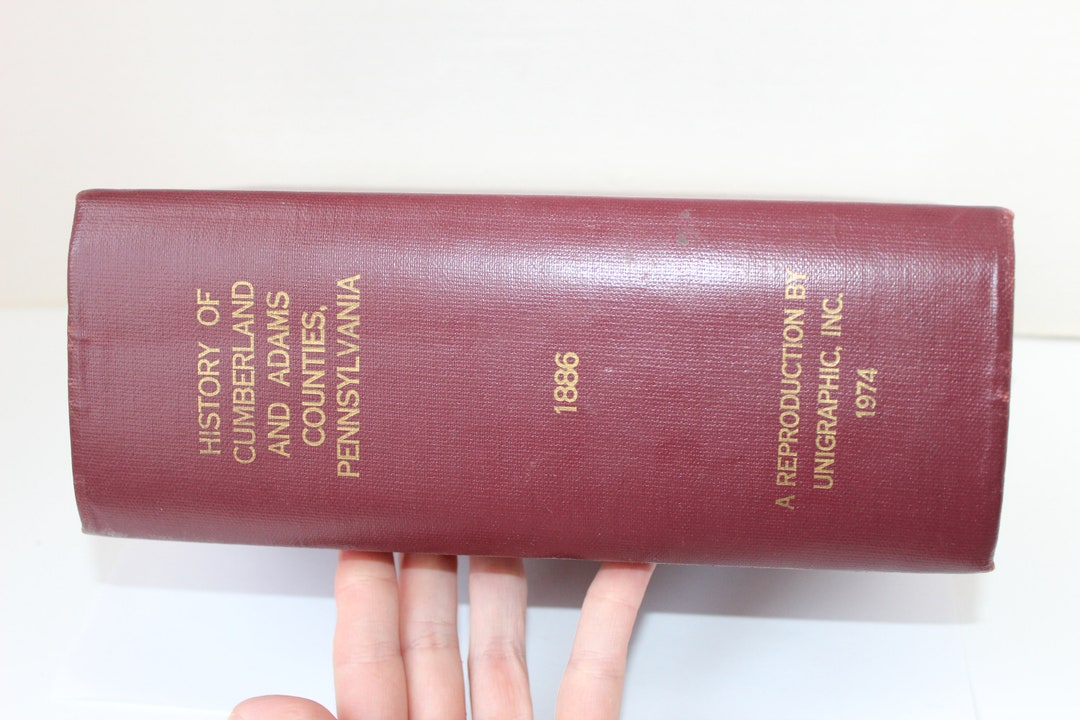 HISTORY OF
CUMBERLAND
AND ADAMS
COUNTIES,
PENNSYLVANIA
1886
A REPRODUCTION BY
UNIGRAPHIC, INC.
1974